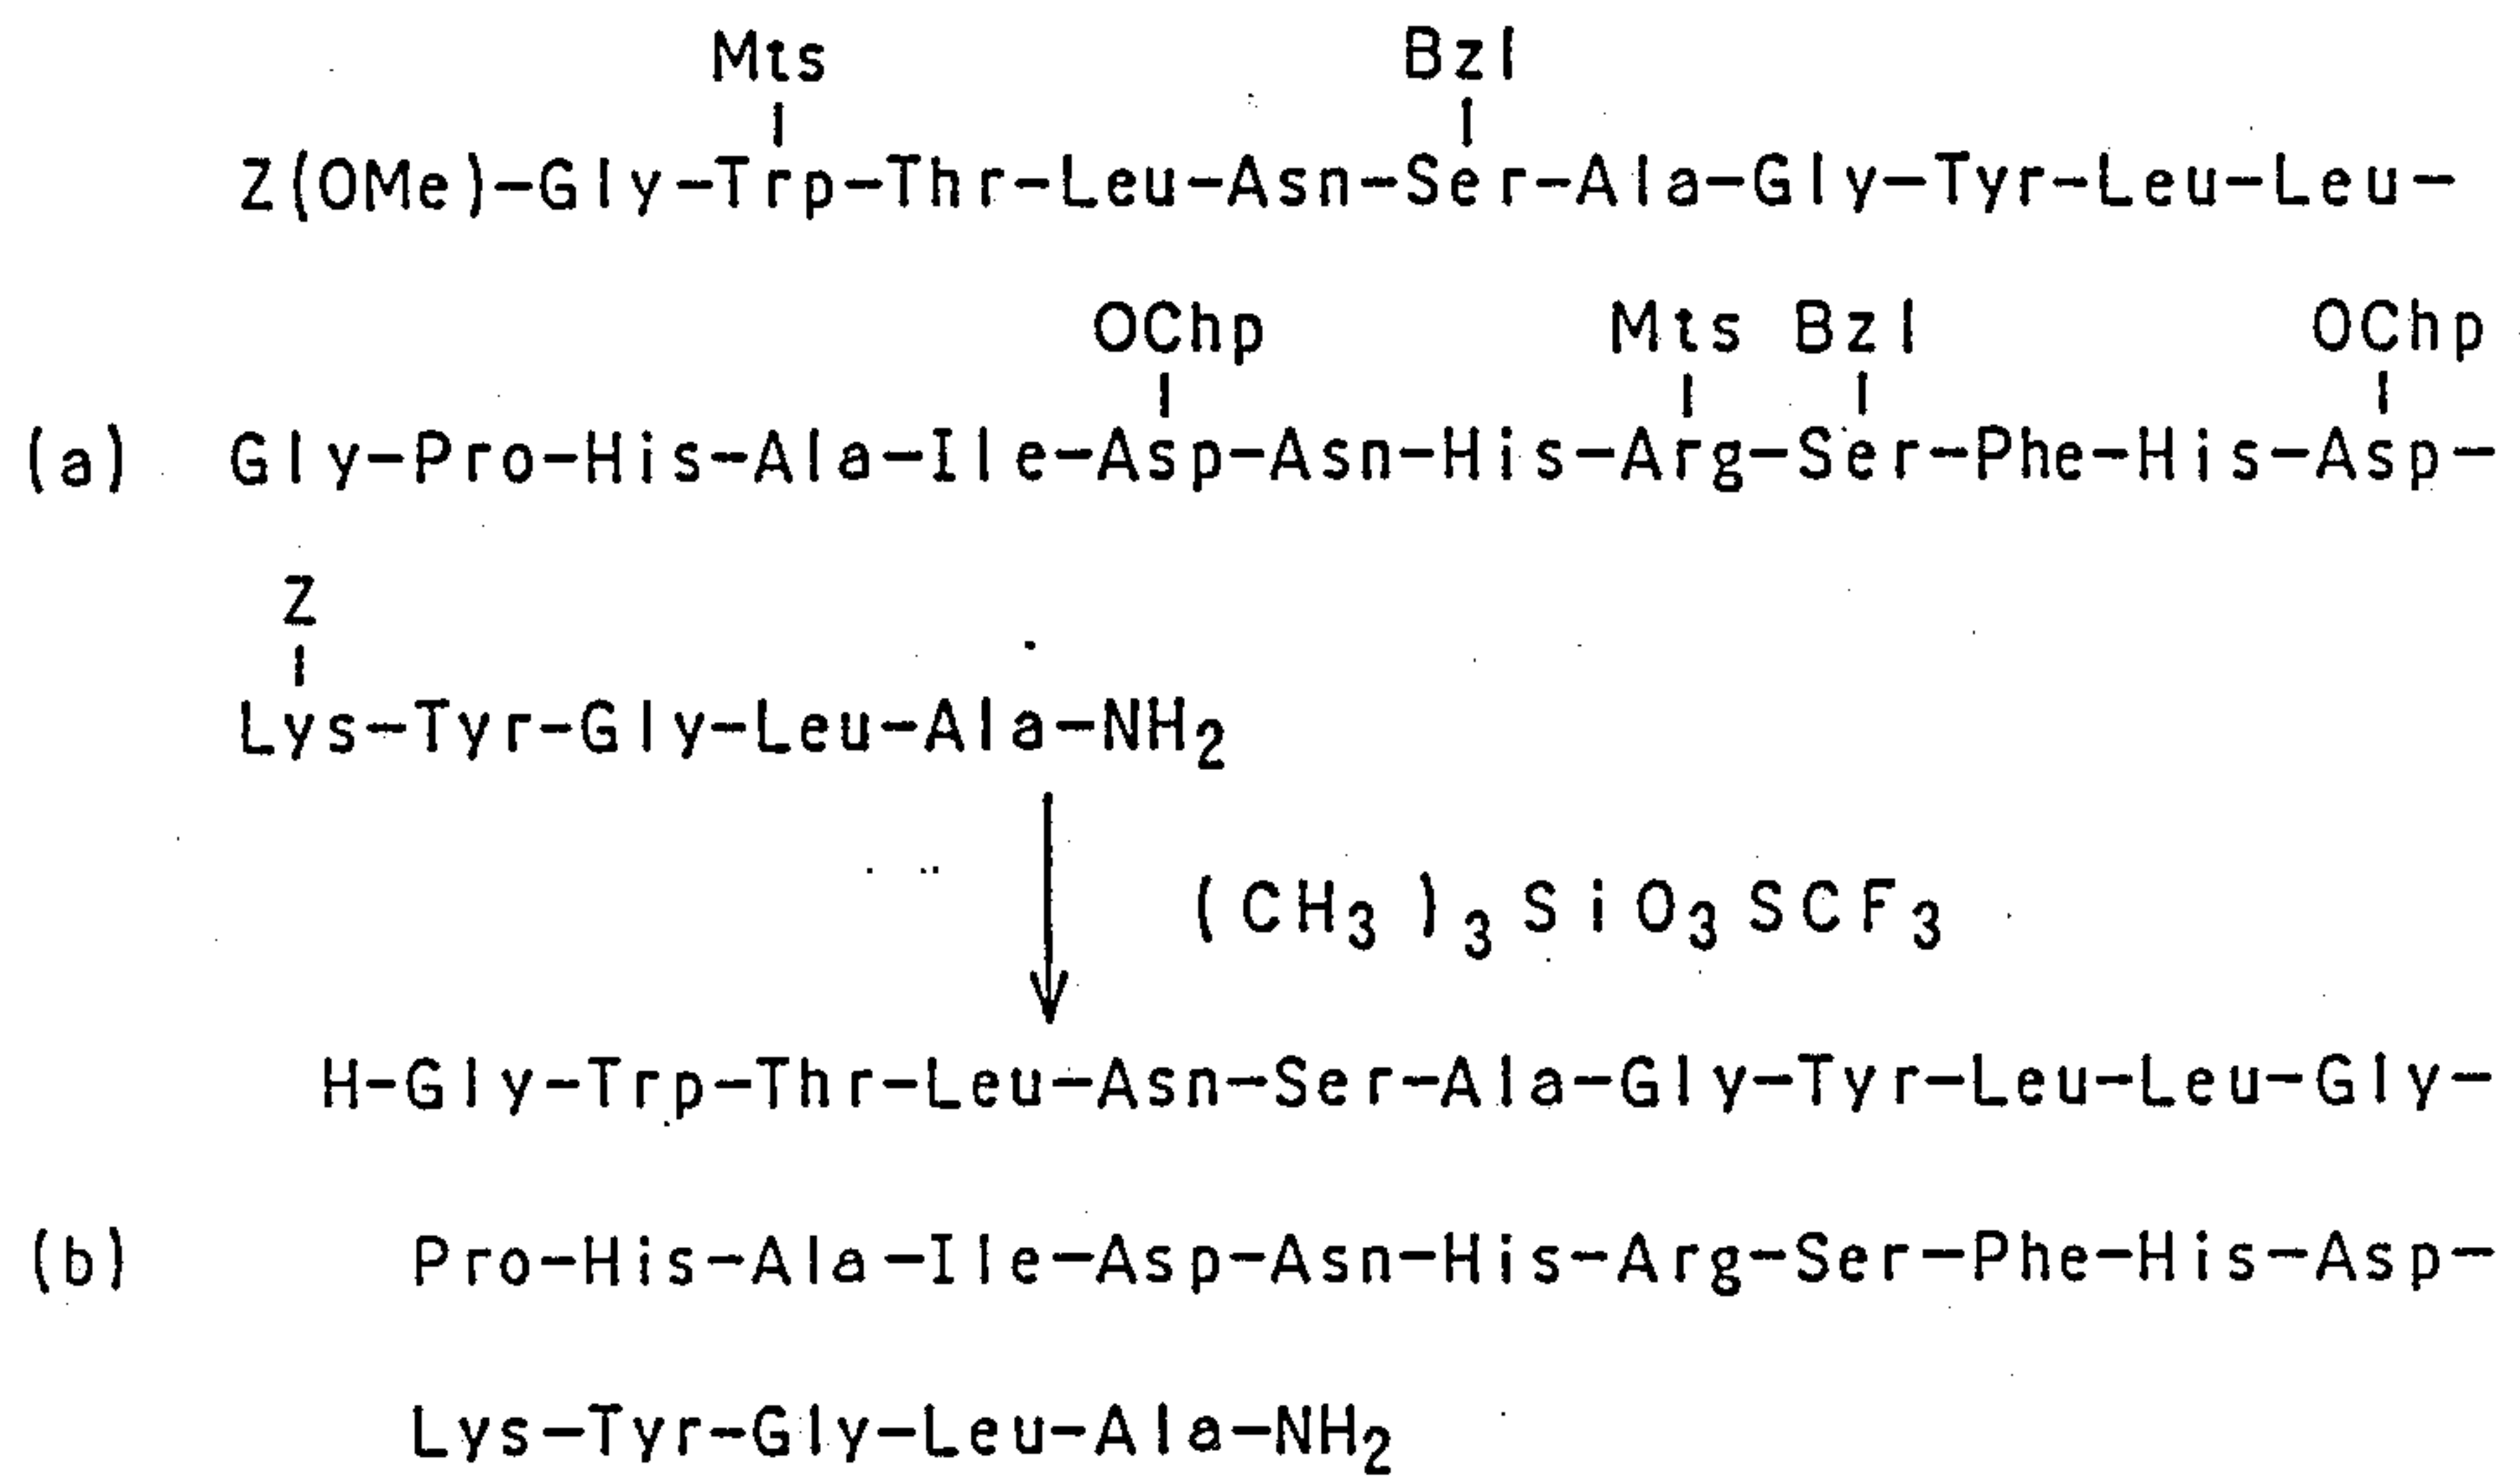 Mts Bzl
Z(OMe)-Gly-Trp-Thr-Leu-Asn-Ser-Ala-Gly-Tyr-Leu-Leu-
OChp Mts Bzl OChp
(a) Gly-Pro-His-Ala-Ile-Asp-Asn-His-Arg-Ser-Phe-His-Asp-
Z
Lys-Tyr-Gly-Leu-Ala-NH2
(CH3)3SiO3SCF3
H-Gly-Trp-Thr-Leu-Asn-Ser-Ala-Gly-Tyr-Leu-Leu-Gly-
(b) Pro-His-Ala-Ile-Asp-Asn-His-Arg-Ser-Phe-His-Asp-
Lys-Tyr-Gly-Leu-Ala-NH2